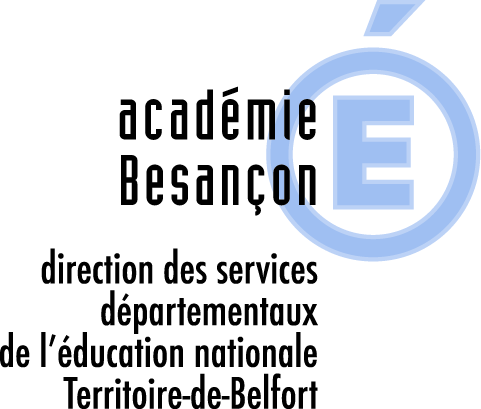 É
académie
Besançon
direction des services
départementaux
de l'éducation nationale
Territoire-de-Belfort